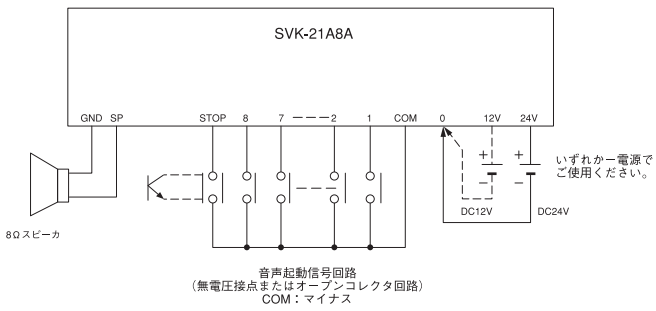 SVK-21A8A
GND SP STOP 8 7 2 1 COM 0 12V 24V
+ +
いずれか一電源で
ご使用ください。
− −
DC12V DC24V
8Ωスピーカ
音声起動信号回路
(無電圧接点またはオープンコレクタ回路)
COM:マイナス